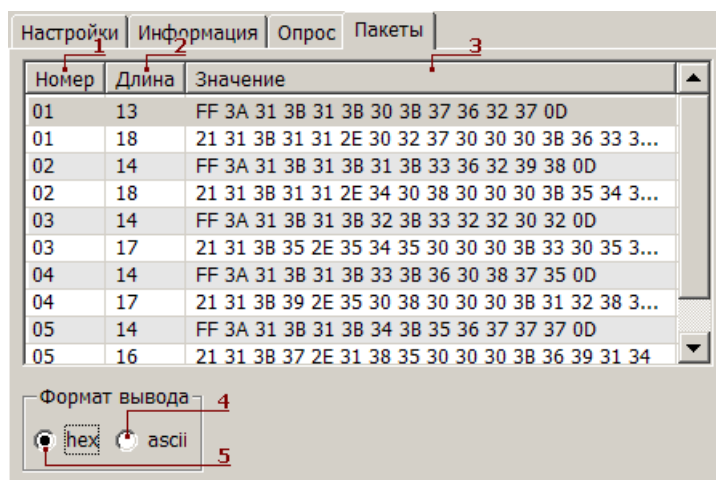 Настройки Информация Опрос Пакеты
1 2 3
Номер Длина Значение
01 13 FF 3A 31 3B 31 3B 30 3B 37 36 32 37 0D
01 18 21 31 3B 31 31 2E 30 32 37 30 30 30 3B 36 33 3...
02 14 FF 3A 31 3B 31 3B 31 3B 33 36 32 39 38 0D
02 18 21 31 3B 31 31 2E 34 30 38 30 30 30 3B 35 34 3...
03 14 FF 3A 31 3B 31 3B 32 3B 33 32 32 30 32 0D
03 17 21 31 3B 35 2E 35 34 35 30 30 30 3B 33 30 35 3...
04 14 FF 3A 31 3B 31 3B 33 3B 36 30 38 37 35 0D
04 17 21 31 3B 39 2E 35 30 38 30 30 30 3B 31 32 38 3...
05 14 FF 3A 31 3B 31 3B 34 3B 35 36 37 37 37 0D
05 16 21 31 3B 37 2E 31 38 35 30 30 30 3B 36 39 31 34
Формат вывода 4
hex ascii
5